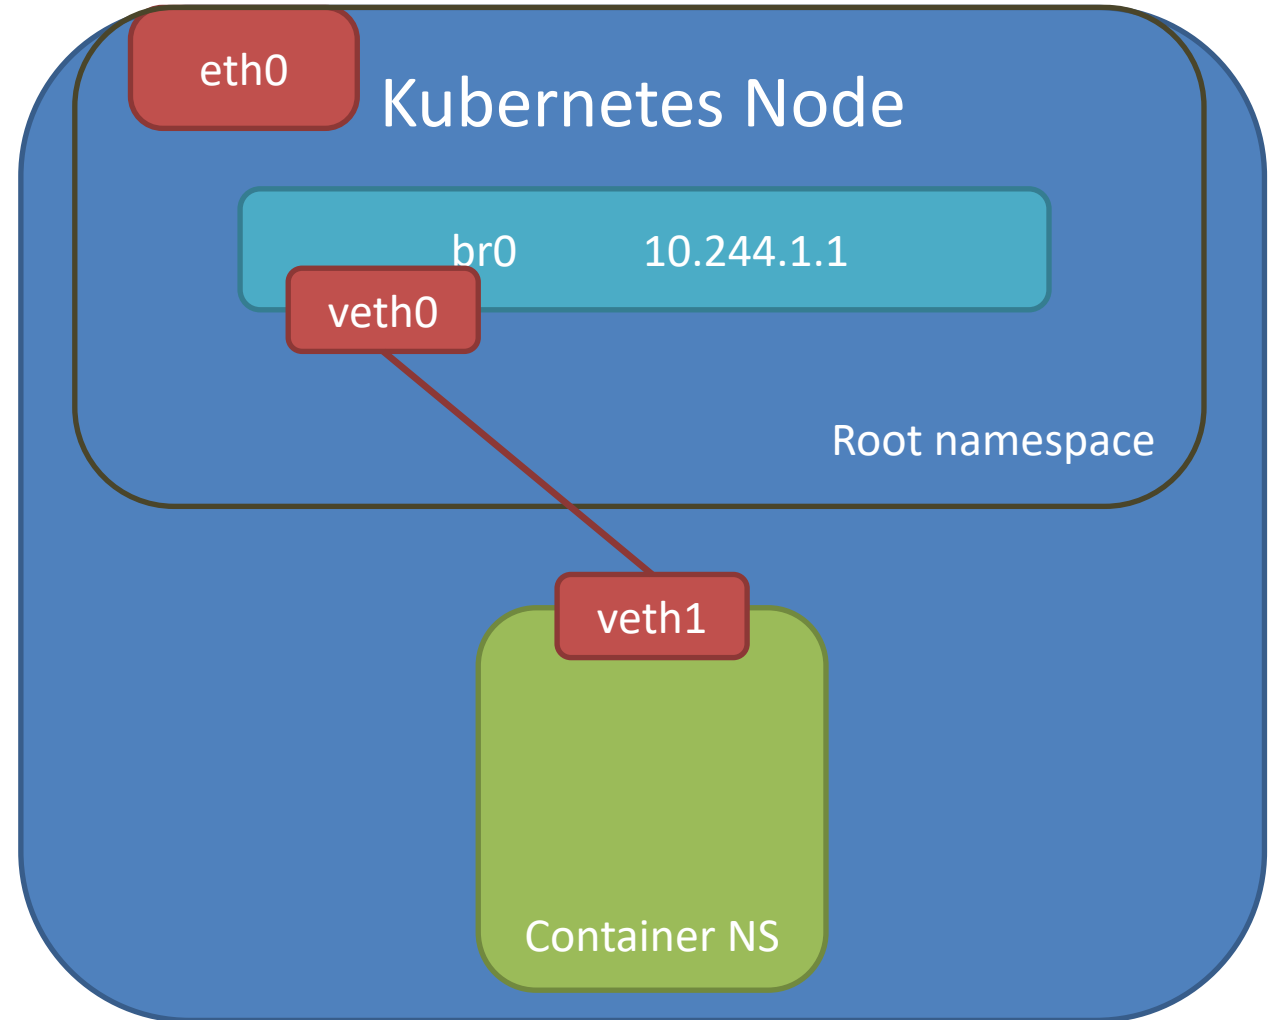 eth0
Kubernetes Node
br0 10.244.1.1
veth0
Root namespace
veth1
Container NS